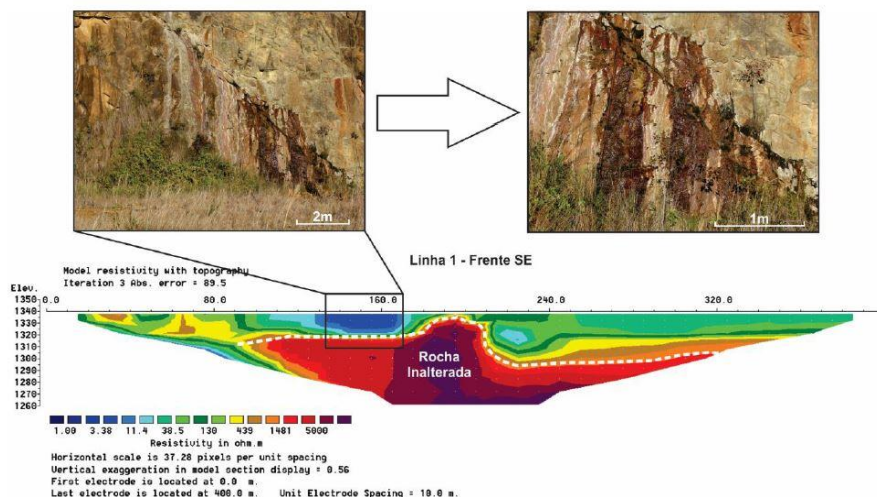 2m
1m
Linha 1 - Frente SE
Model resistivity with topography
Iteration 3 Abs. error = 89.5
Elev.
0.0 80.0 160.0 240.0 320.0
1350
1340
1330
1320
1310
1300
1290
1280
1270
1260
Rocha
Inalterada
1.00 3.38 11.4 38.5 130 439 1481 5000
Resistivity in ohm.m
Horizontal scale is 37.28 pixels per unit spacing
Vertical exaggeration in model section display = 0.56
First electrode is located at 0.0 m.
Last electrode is located at 400.0 m. Unit Electrode Spacing = 10.0 m.